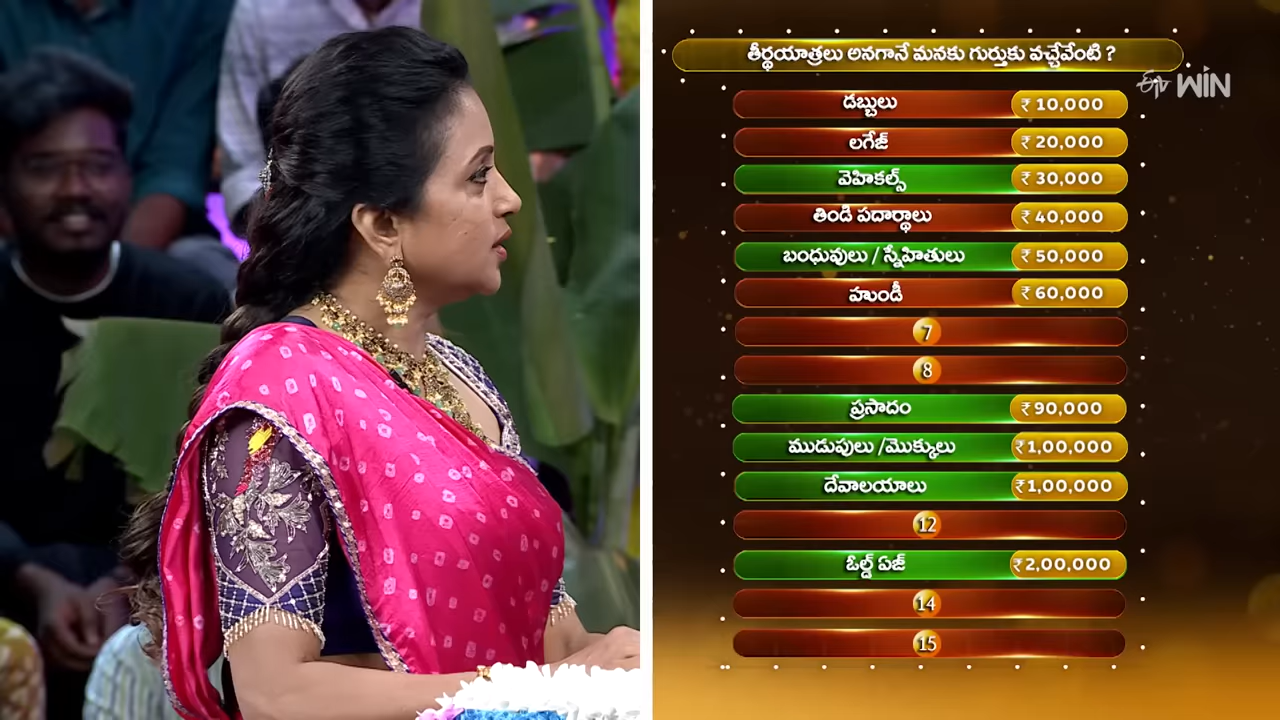 తీర్థయాత్రలు అనగానే మనకు గుర్తుకు వచ్చేవేంటి ?
ఈటీవీ WIN
డబ్బులు ₹ 10,000
లగేజ్ ₹ 20,000
వెహికల్స్ ₹ 30,000
తిండి పదార్థాలు ₹ 40,000
బంధువులు / స్నేహితులు ₹ 50,000
హుండీ ₹ 60,000
7
8
ప్రసాదం ₹90,000
ముడుపులు /మొక్కులు ₹1,00,000
దేవాలయాలు ₹1,00,000
12
ఓల్డ్ ఏజ్ ₹2,00,000
14
15